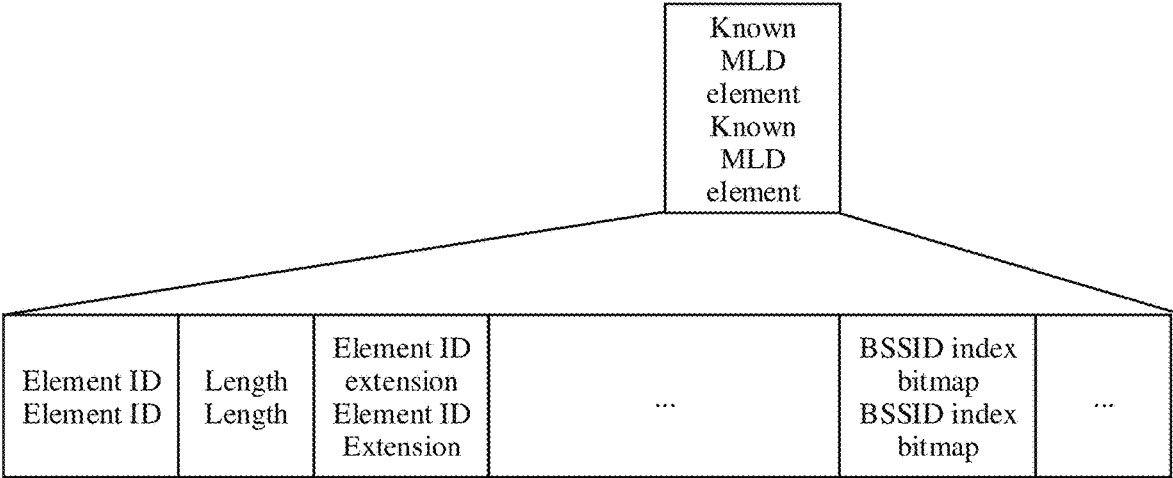 Known
MLD
element
Known
MLD
element
Element ID
Element ID
Length
Length
Element ID
extension
Element ID
Extension
...
BSSID index
bitmap
BSSID index
bitmap
...